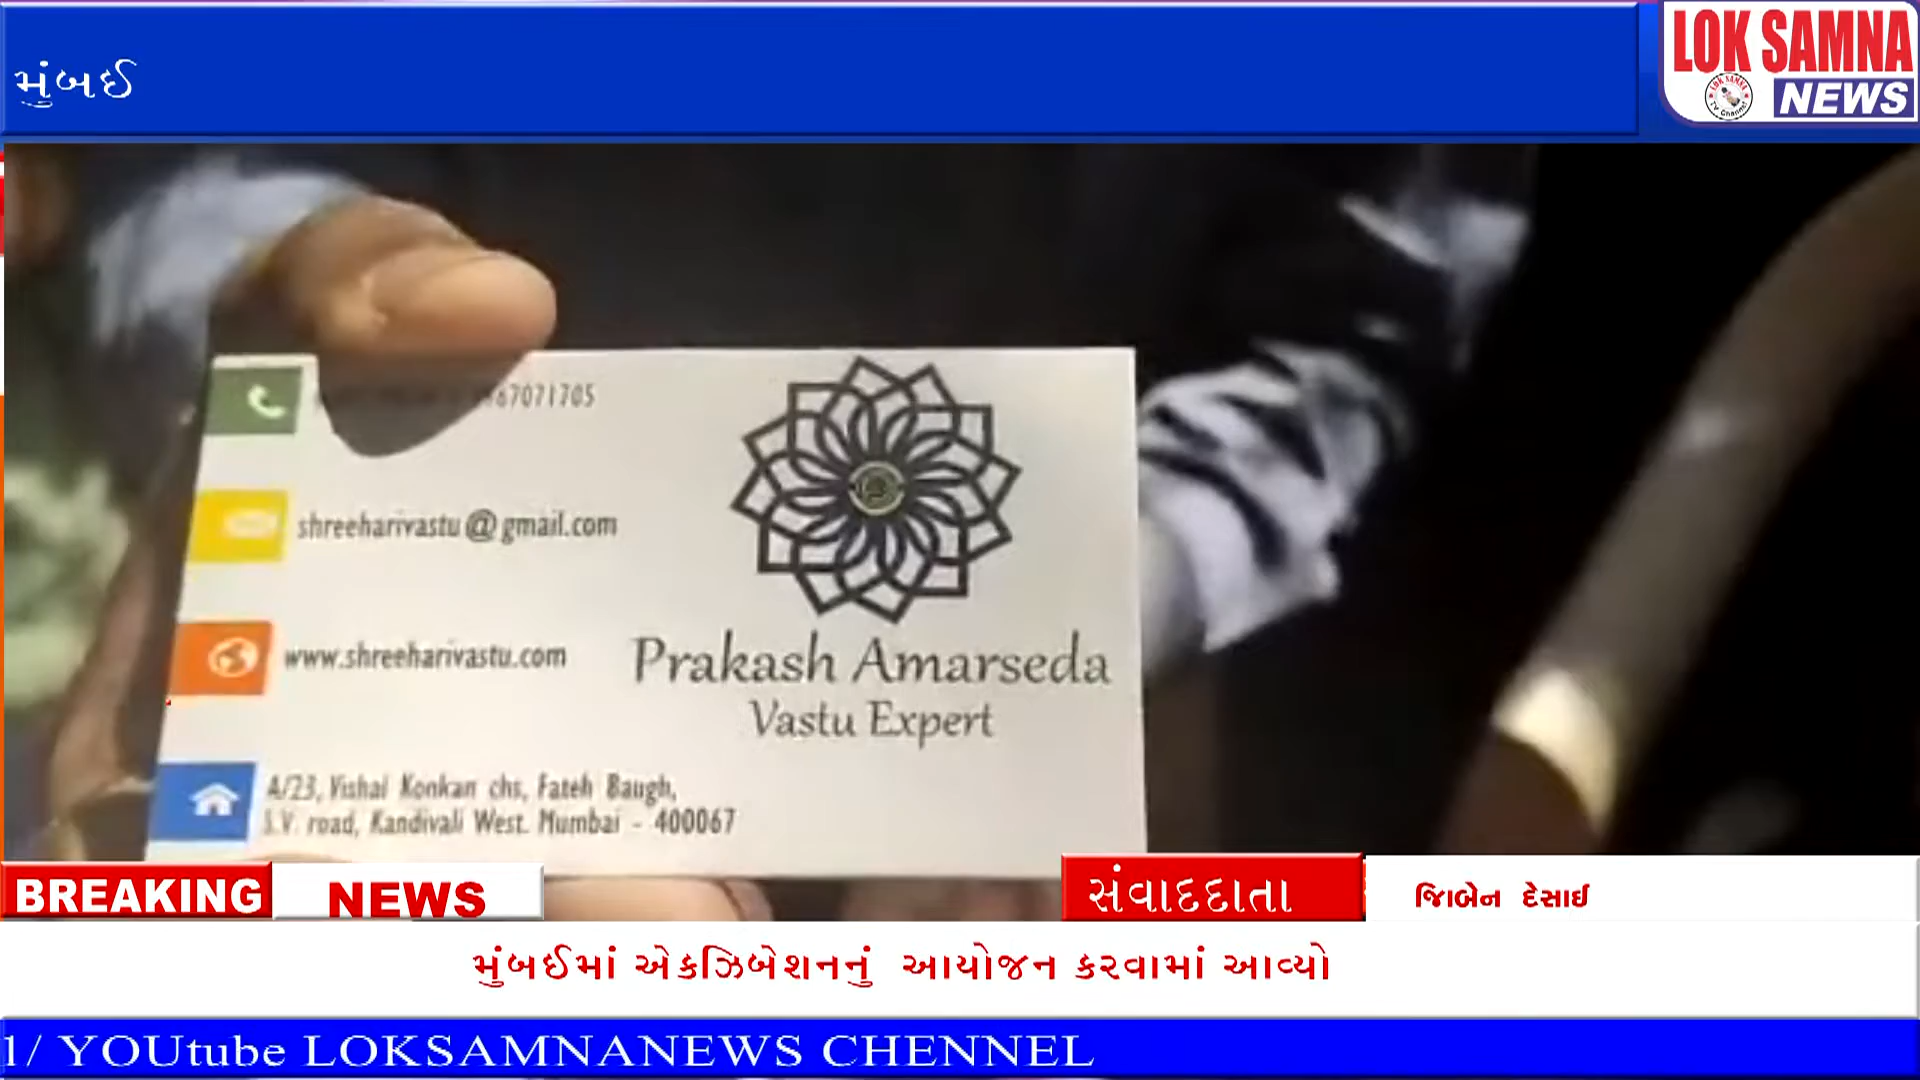 મુંબઈ
LOK SAMNA
NEWS
67071705
shreeharivastu@gmail.com
www.shreeharivastu.com
Prakash Amarseda
Vastu Expert
A/23, Vishal Konkan chs, Fateh Baugh,
S.V. road, Kandivali West. Mumbai - 400067
BREAKING NEWS
સંવાદદાતા
દેસાઈ
મુંબઈમાં એકઝિબેશનનું આયોજન કરવામાં આવ્યો
1/ YOUtube LOKSAMNANEWS CHENNEL